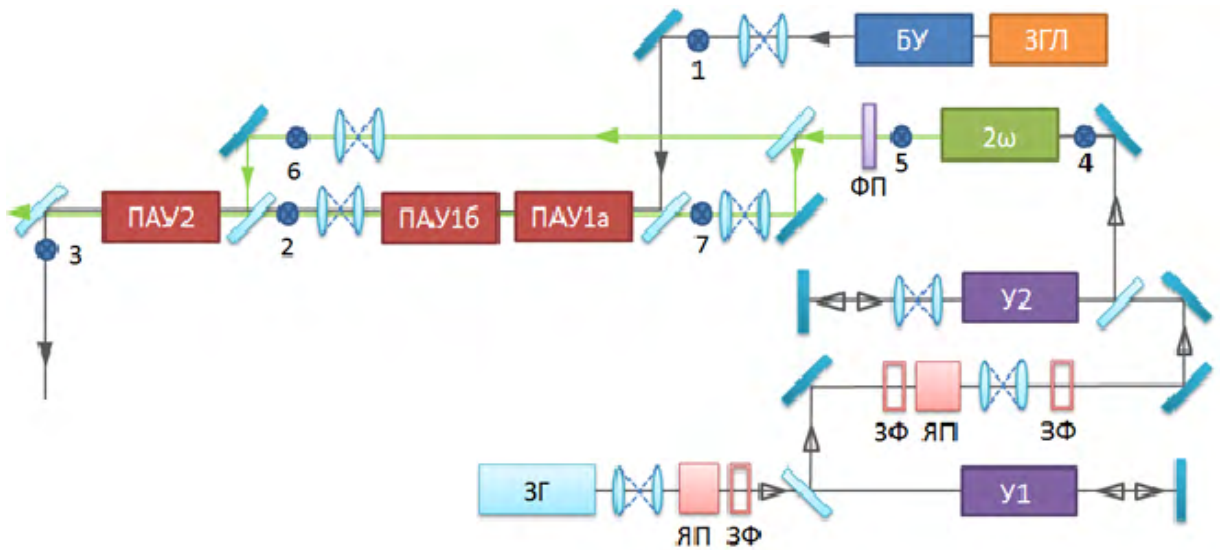 БУ ЗГЛ
1
2ω
6 5 4
ФП
ПАУ2 ПАУ1б ПАУ1а
3 2 7
У2
ЗФ ЯП ЗФ
ЗГ У1
ЯП ЗФ